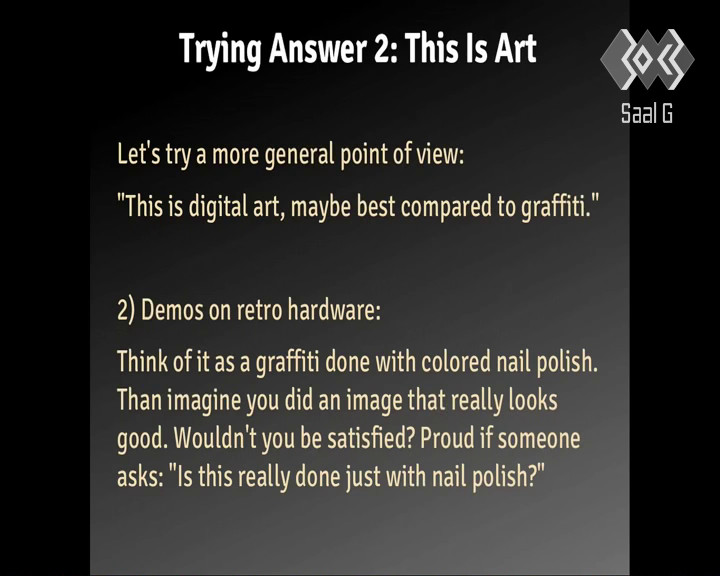 Trying Answer 2: This Is Art
Saal G
Let's try a more general point of view:
"This is digital art, maybe best compared to graffiti."
2) Demos on retro hardware:
Think of it as a graffiti done with colored nail polish.
Than imagine you did an image that really looks
good. Wouldn't you be satisfied? Proud if someone
asks: "Is this really done just with nail polish?"